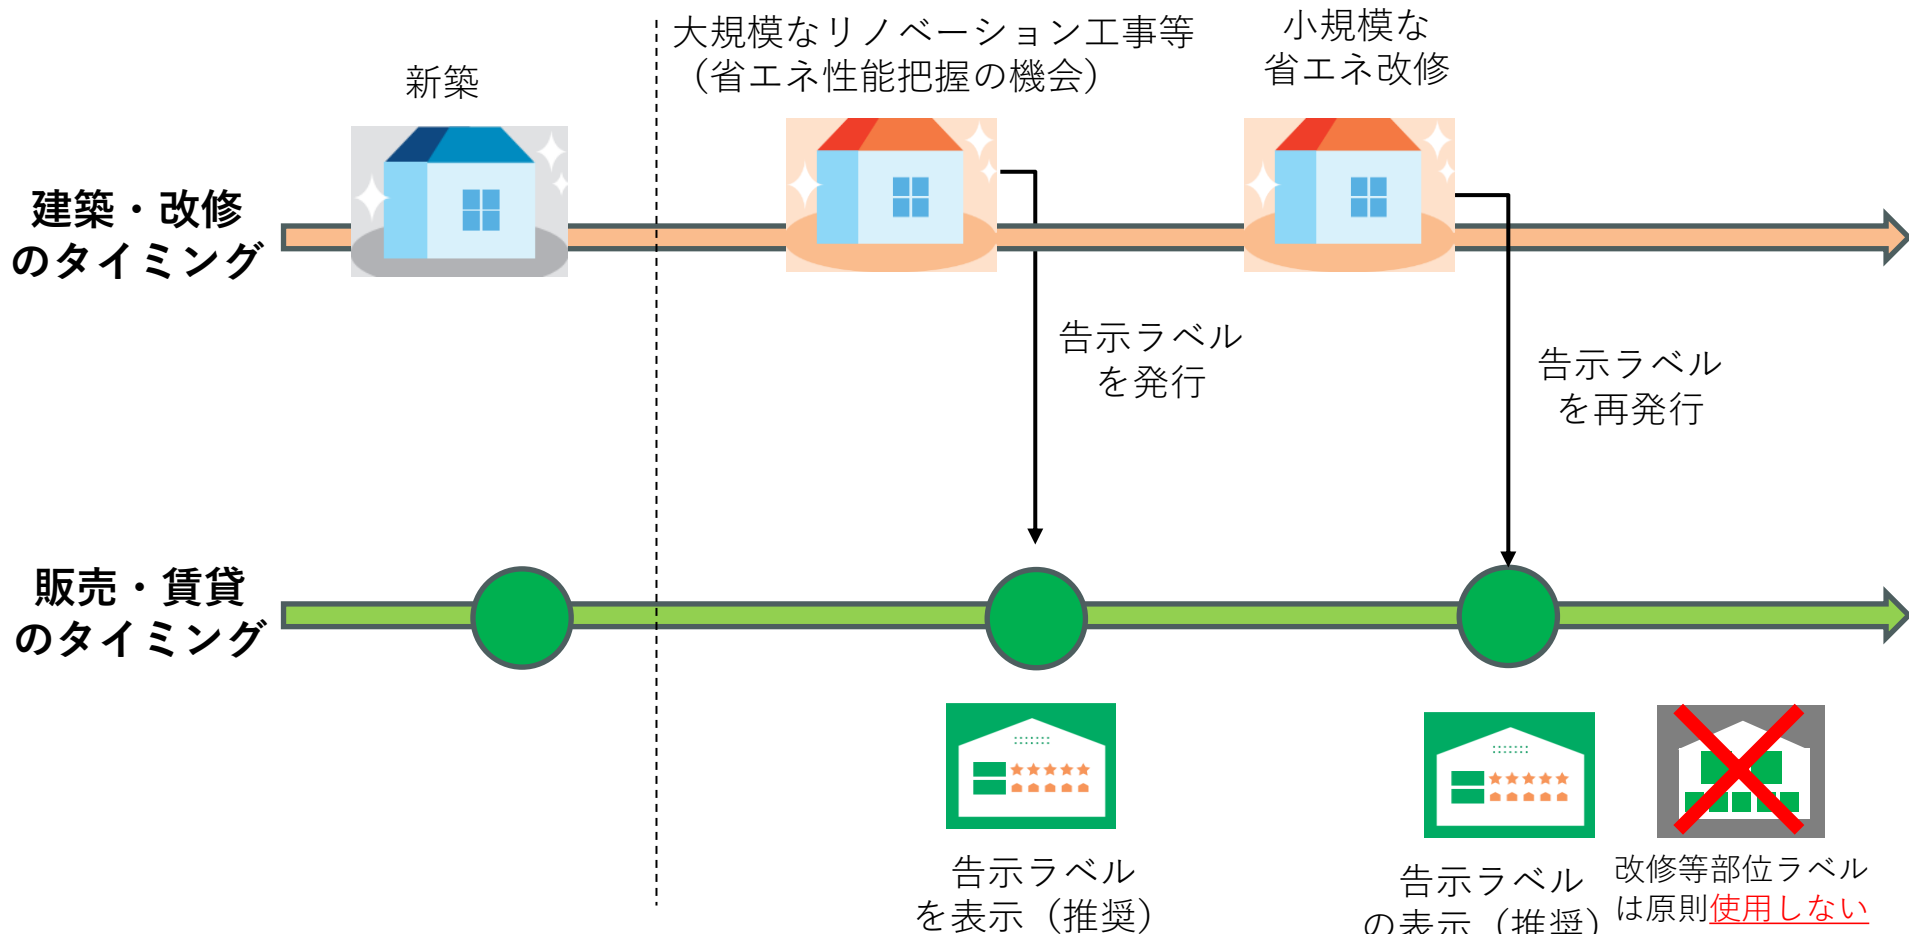 新築
大規模なリノベーション工事等
（省エネ性能把握の機会）
小規模な
省エネ改修
建築・改修
のタイミング
告示ラベル
を発行
告示ラベル
を再発行
販売・賃貸
のタイミング
告示ラベル
を表示（推奨）
告示ラベル
の表示（推奨）
改修等部位ラベル
は原則使用しない